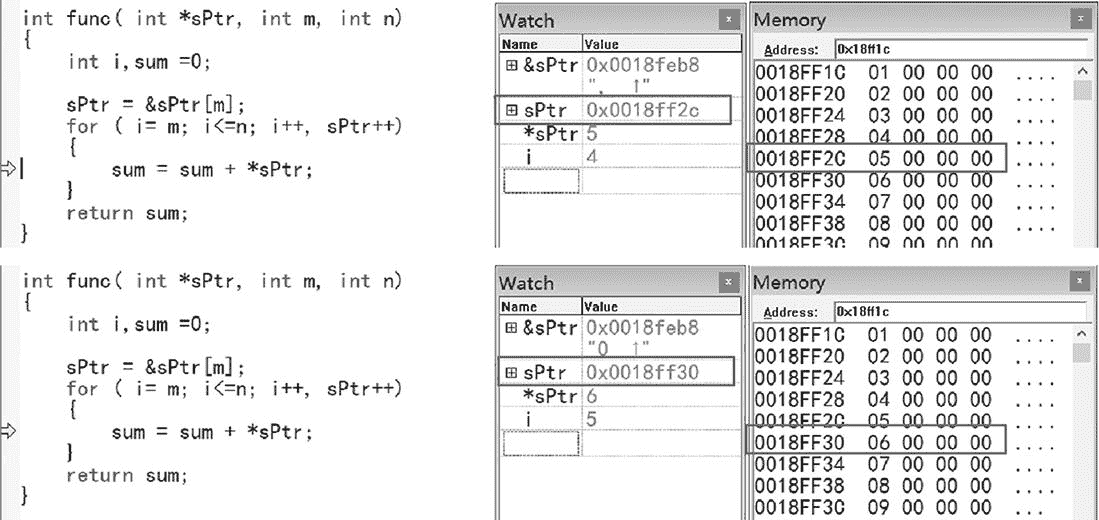 int func( int *sPtr, int m, int n)
{
int i,sum =0;
sPtr = &sPtr[m];
for ( i= m; i<=n; i++, sPtr++)
{
sum = sum + *sPtr;
}
return sum;
}
Watch
Name Value
&sPtr 0x0018feb8
", ↑"
sPtr 0x0018ff2c
*sPtr 5
i 4
Memory
Address: 0x18ff1c
0018FF1C 01 00 00 00 ....
0018FF20 02 00 00 00 ....
0018FF24 03 00 00 00 ....
0018FF28 04 00 00 00 ....
0018FF2C 05 00 00 00 ....
0018FF30 06 00 00 00 ....
0018FF34 07 00 00 00 ....
0018FF38 08 00 00 00 ....
0018FF3C 09 00 00 00 ....
int func( int *sPtr, int m, int n)
{
int i,sum =0;
sPtr = &sPtr[m];
for ( i= m; i<=n; i++, sPtr++)
{
sum = sum + *sPtr;
}
return sum;
}
Watch
Name Value
&sPtr 0x0018feb8
"0 ↑"
sPtr 0x0018ff30
*sPtr 6
i 5
Memory
Address: 0x18ff1c
0018FF1C 01 00 00 00 ....
0018FF20 02 00 00 00 ....
0018FF24 03 00 00 00 ....
0018FF28 04 00 00 00 ....
0018FF2C 05 00 00 00 ....
0018FF30 06 00 00 00 ....
0018FF34 07 00 00 00 ....
0018FF38 08 00 00 00 ....
0018FF3C 09 00 00 00 ....